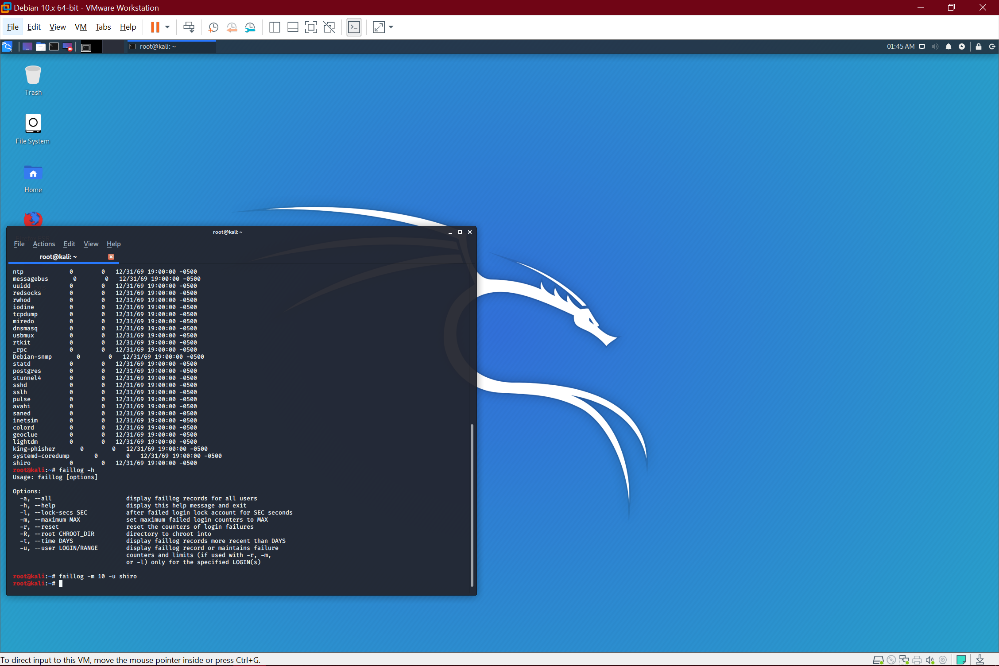 Debian 10.x 64-bit - VMware Workstation
File Edit View VM Tabs Help
root@kali: ~
01:45 AM
Trash
File System
Home
root@kali: ~
File Actions Edit View Help
root@kali: ~
ntp 0 0 12/31/69 19:00:00 -0500
messagebus 0 0 12/31/69 19:00:00 -0500
uuidd 0 0 12/31/69 19:00:00 -0500
redsocks 0 0 12/31/69 19:00:00 -0500
rwhod 0 0 12/31/69 19:00:00 -0500
iodine 0 0 12/31/69 19:00:00 -0500
tcpdump 0 0 12/31/69 19:00:00 -0500
miredo 0 0 12/31/69 19:00:00 -0500
dnsmasq 0 0 12/31/69 19:00:00 -0500
usbmux 0 0 12/31/69 19:00:00 -0500
rtkit 0 0 12/31/69 19:00:00 -0500
_rpc 0 0 12/31/69 19:00:00 -0500
Debian-snmp 0 0 12/31/69 19:00:00 -0500
statd 0 0 12/31/69 19:00:00 -0500
postgres 0 0 12/31/69 19:00:00 -0500
stunnel4 0 0 12/31/69 19:00:00 -0500
sshd 0 0 12/31/69 19:00:00 -0500
sslh 0 0 12/31/69 19:00:00 -0500
pulse 0 0 12/31/69 19:00:00 -0500
avahi 0 0 12/31/69 19:00:00 -0500
saned 0 0 12/31/69 19:00:00 -0500
inetsim 0 0 12/31/69 19:00:00 -0500
colord 0 0 12/31/69 19:00:00 -0500
geoclue 0 0 12/31/69 19:00:00 -0500
lightdm 0 0 12/31/69 19:00:00 -0500
king-phisher 0 0 12/31/69 19:00:00 -0500
systemd-coredump 0 0 12/31/69 19:00:00 -0500
shiro 0 0 12/31/69 19:00:00 -0500
root@kali:~# faillog -h
Usage: faillog [options]
Options:
-a, --all display faillog records for all users
-h, --help display this help message and exit
-l, --lock-secs SEC after failed login lock account for SEC seconds
-m, --maximum MAX set maximum failed login counters to MAX
-r, --reset reset the counters of login failures
-R, --root CHROOT_DIR directory to chroot into
-t, --time DAYS display faillog records more recent than DAYS
-u, --user LOGIN/RANGE display faillog record or maintains failure
counters and limits (if used with -r, -m,
or -l) only for the specified LOGIN(s)
root@kali:~# faillog -m 10 -u shiro
root@kali:~#
To direct input to this VM, move the mouse pointer inside or press Ctrl+G.